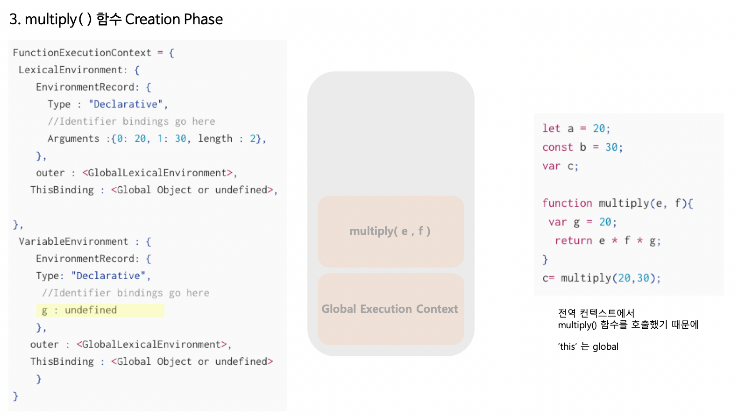 3. multiply( ) 함수 Creation Phase
FunctionExecutionContext = {
LexicalEnvironment: {
EnvironmentRecord: {
Type : "Declarative",
//Identifier bindings go here
Arguments :{0: 20, 1: 30, length : 2},
},
outer : <GlobalLexicalEnvironment>,
ThisBinding : <Global Object or undefined>,
},
VariableEnvironment : {
EnvironmentRecord: {
Type: "Declarative",
//Identifier bindings go here
g : undefined
},
outer : <GlobalLexicalEnvironment>,
ThisBinding : <Global Object or undefined>
}
}
multiply( e , f )
Global Execution Context
let a = 20;
const b = 30;
var c;
function multiply(e, f){
var g = 20;
return e * f * g;
}
c= multiply(20,30);
전역 컨텍스트에서
multiply() 함수를 호출했기 때문에
'this' 는 global